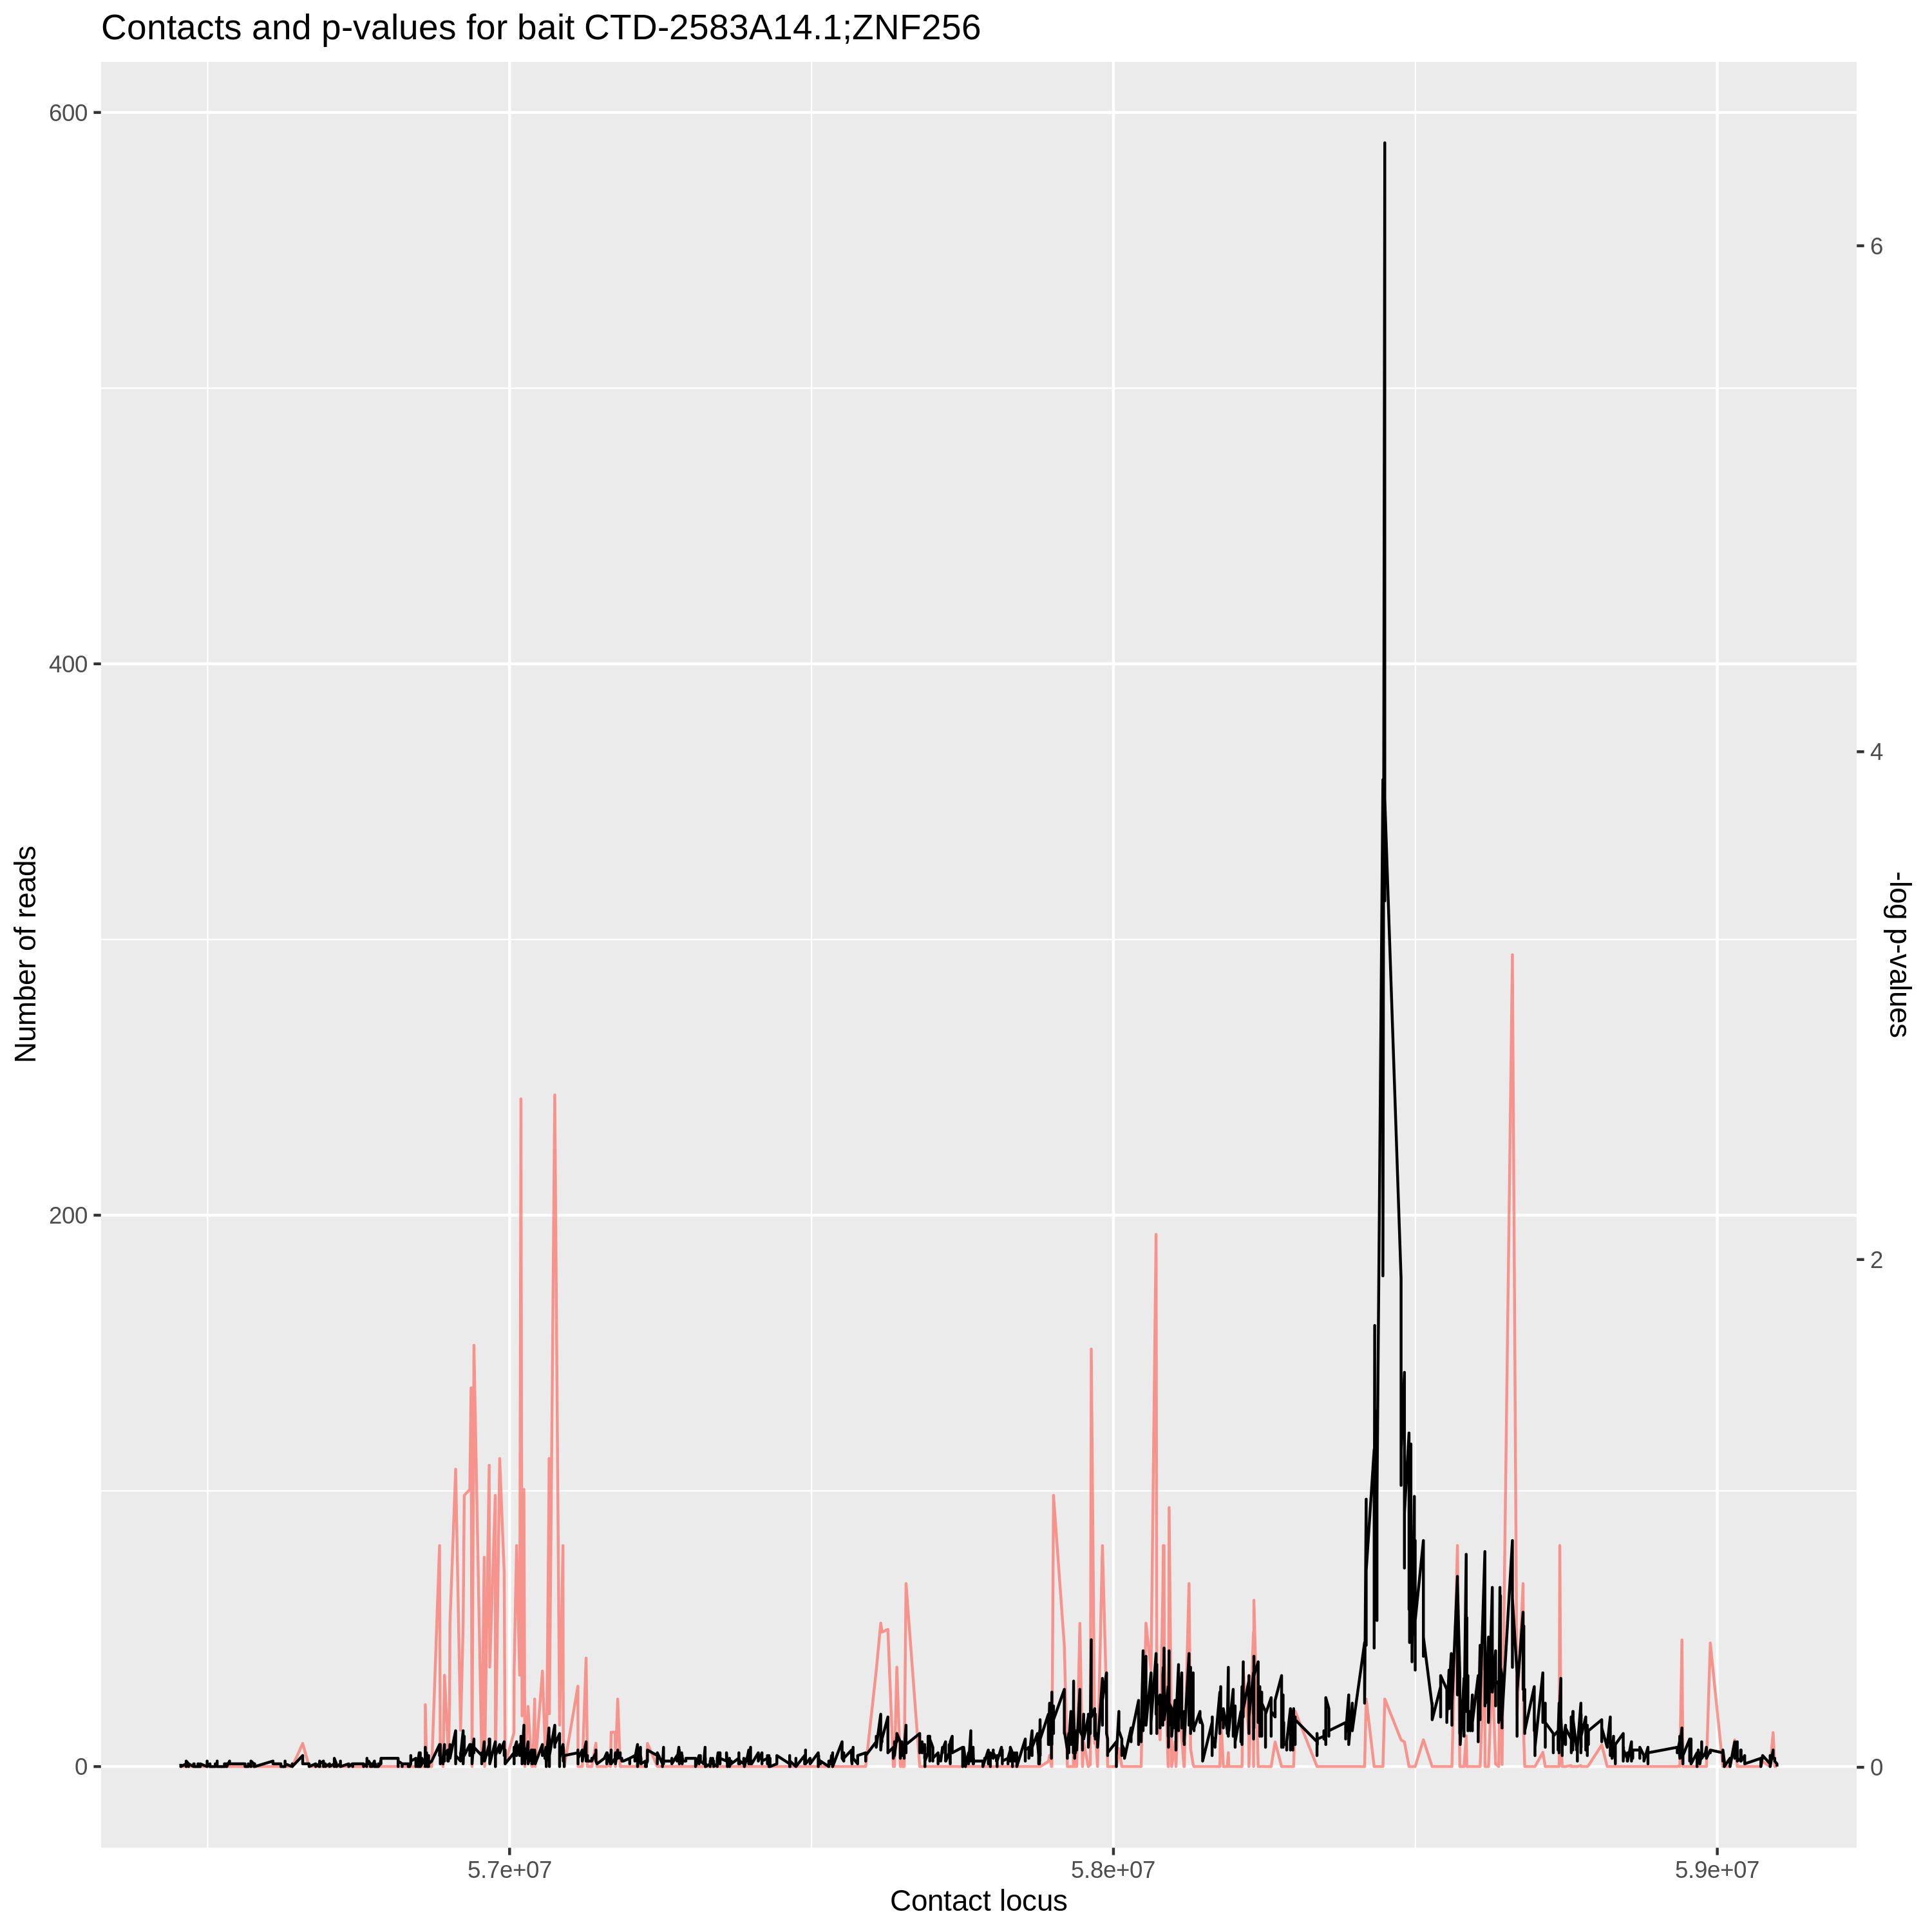 Contacts and p-values for bait CTD-2583A14.1;ZNF256
600
400
200
0
Number of reads
6
4
2
0
-log p-values
5.7e+07
5.8e+07
5.9e+07
Contact locus